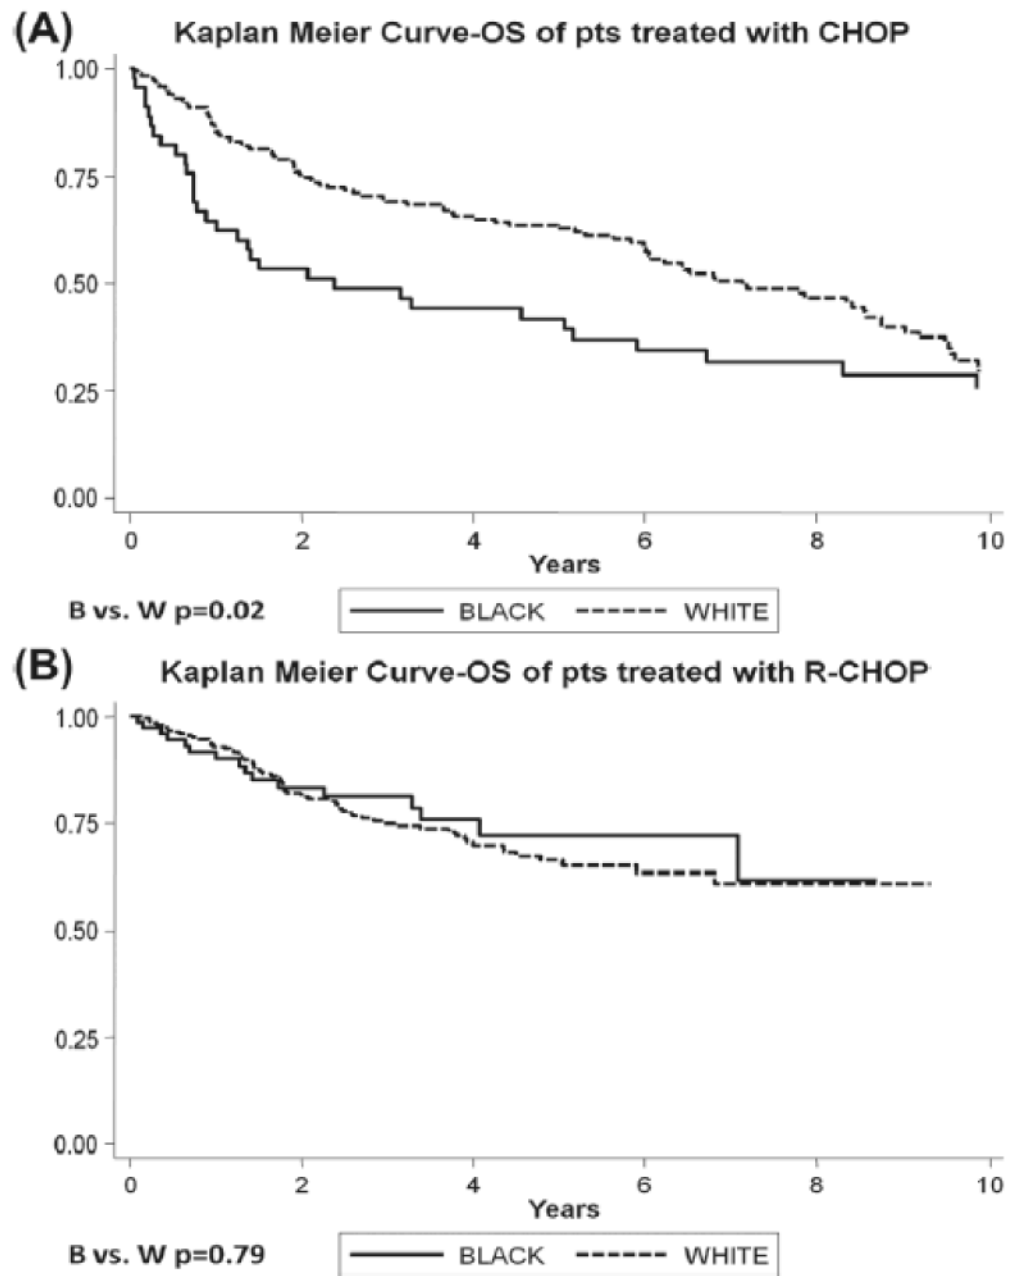 (A) Kaplan Meier Curve-OS of pts treated with CHOP
1.00
0.75
0.50
0.25
0.00
0 2 4 6 8 10
Years
B vs. W p=0.02 BLACK WHITE
(B) Kaplan Meier Curve-OS of pts treated with R-CHOP
1.00
0.75
0.50
0.25
0.00
0 2 4 6 8 10
Years
B vs. W p=0.79 BLACK WHITE